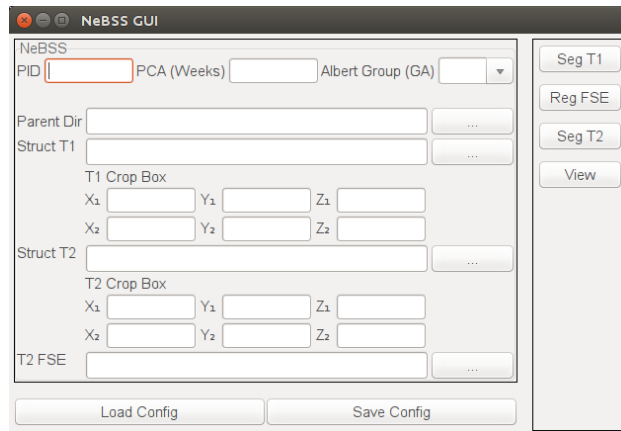 NeBSS GUI
NeBSS
PID PCA (Weeks) Albert Group (GA)
Parent Dir ...
Struct T1 ...
T1 Crop Box
X₁ Y₁ Z₁
X₂ Y₂ Z₂
Struct T2 ...
T2 Crop Box
X₁ Y₁ Z₁
X₂ Y₂ Z₂
T2 FSE ...
Load Config Save Config
Seg T1
Reg FSE
Seg T2
View